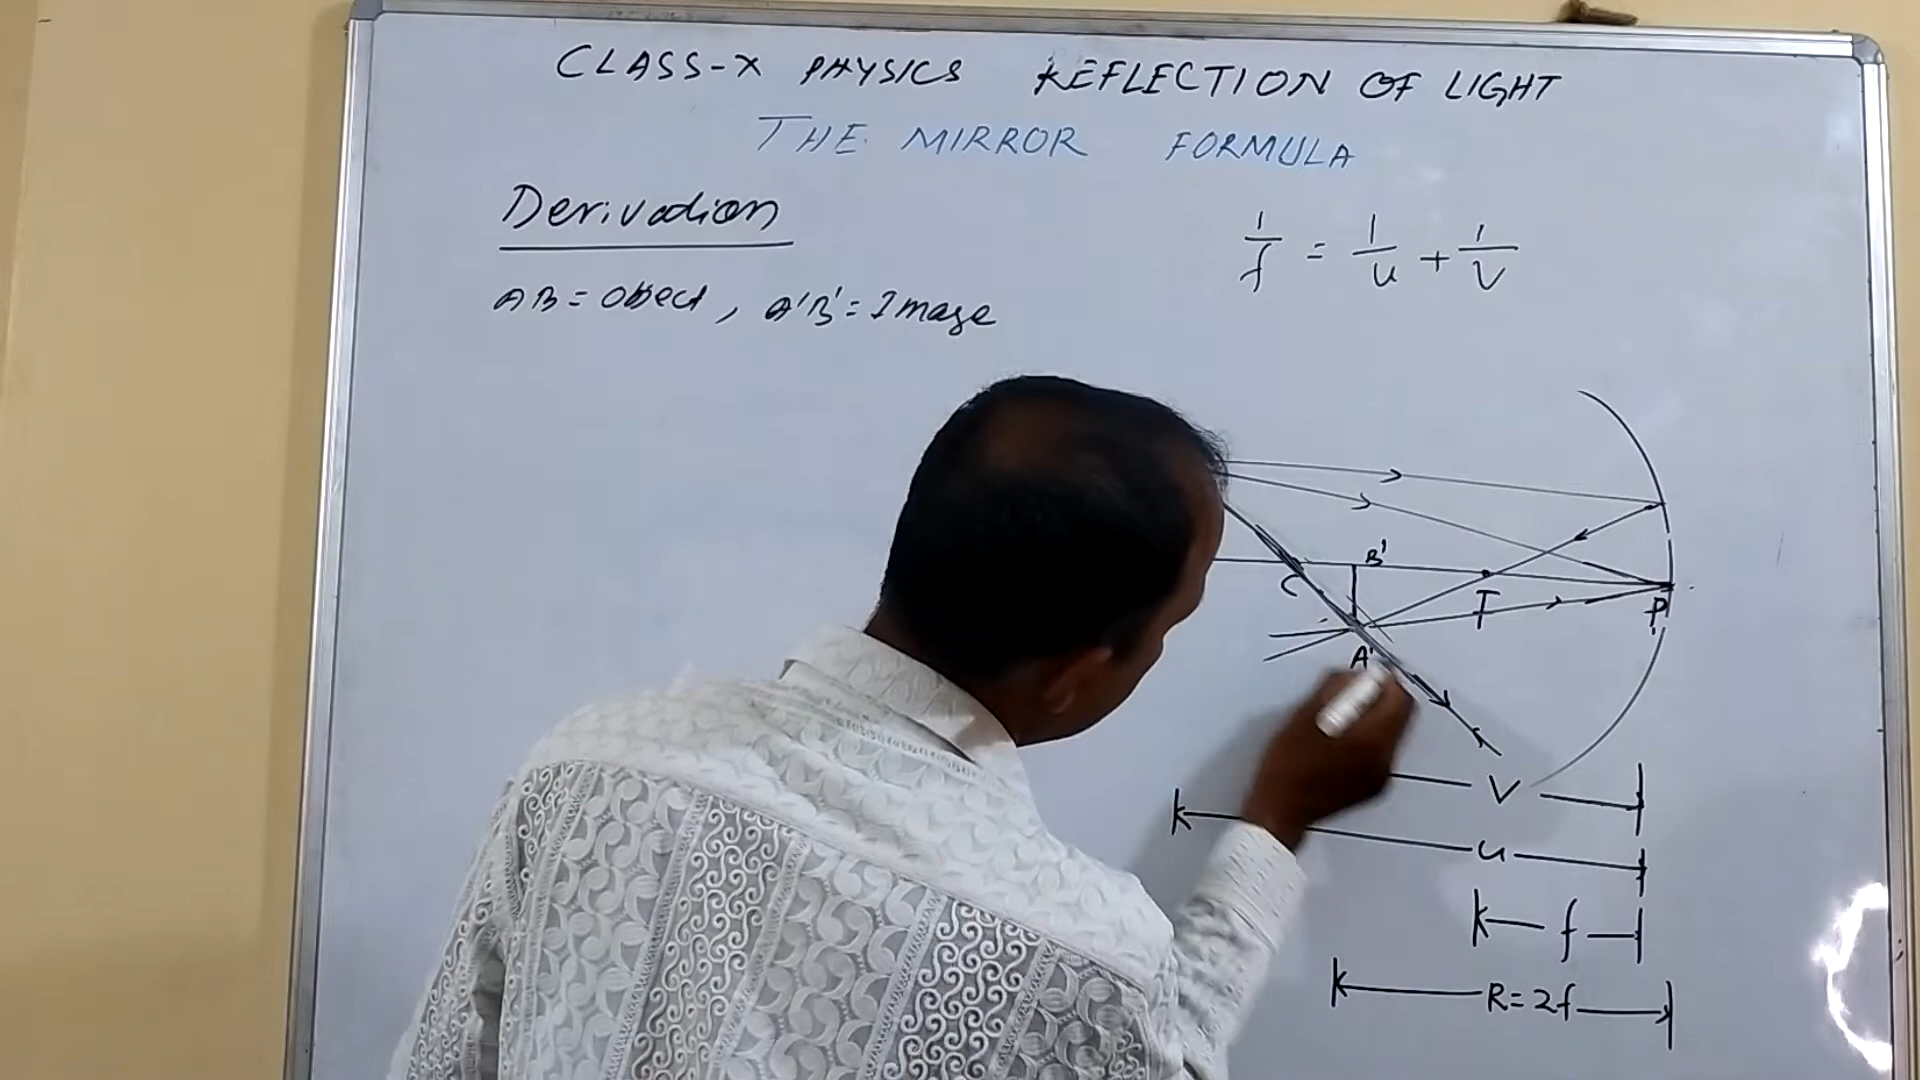 CLASS-X PHYSICS REFLECTION OF LIGHT
THE MIRROR FORMULA
Derivation
1/f = 1/u + 1/v
AB = Object, A'B' = Image
B'
C
F
P
A'
V
u
f
R=2f